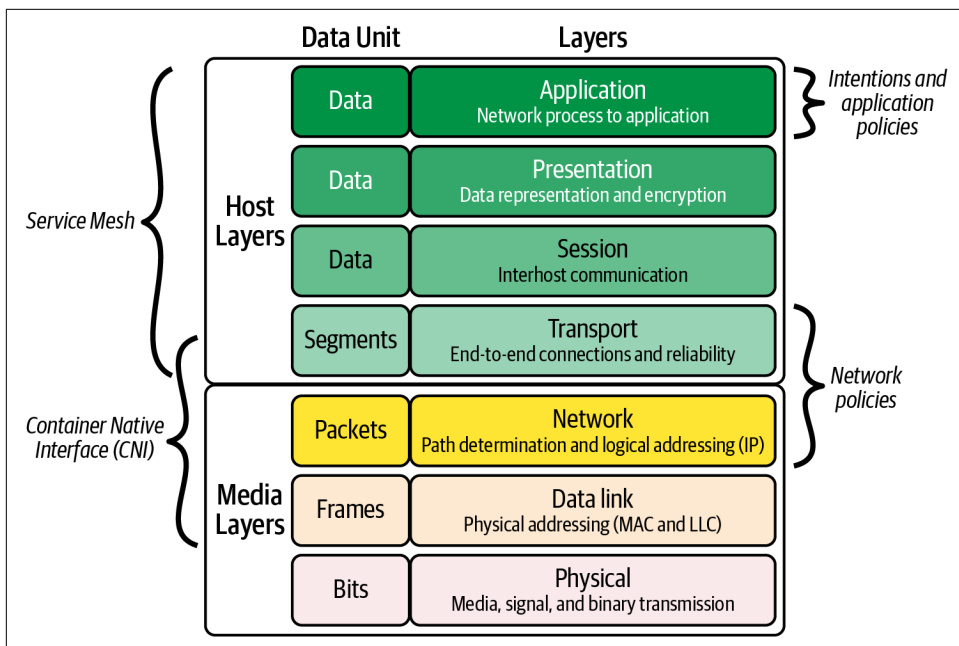 Data Unit
Layers
Service Mesh
Host
Layers
Data
Application
Network process to application
Intentions and
application
policies
Data
Presentation
Data representation and encryption
Data
Session
Interhost communication
Segments
Transport
End-to-end connections and reliability
Network
policies
Container Native
Interface (CNI)
Media
Layers
Packets
Network
Path determination and logical addressing (IP)
Frames
Data link
Physical addressing (MAC and LLC)
Bits
Physical
Media, signal, and binary transmission